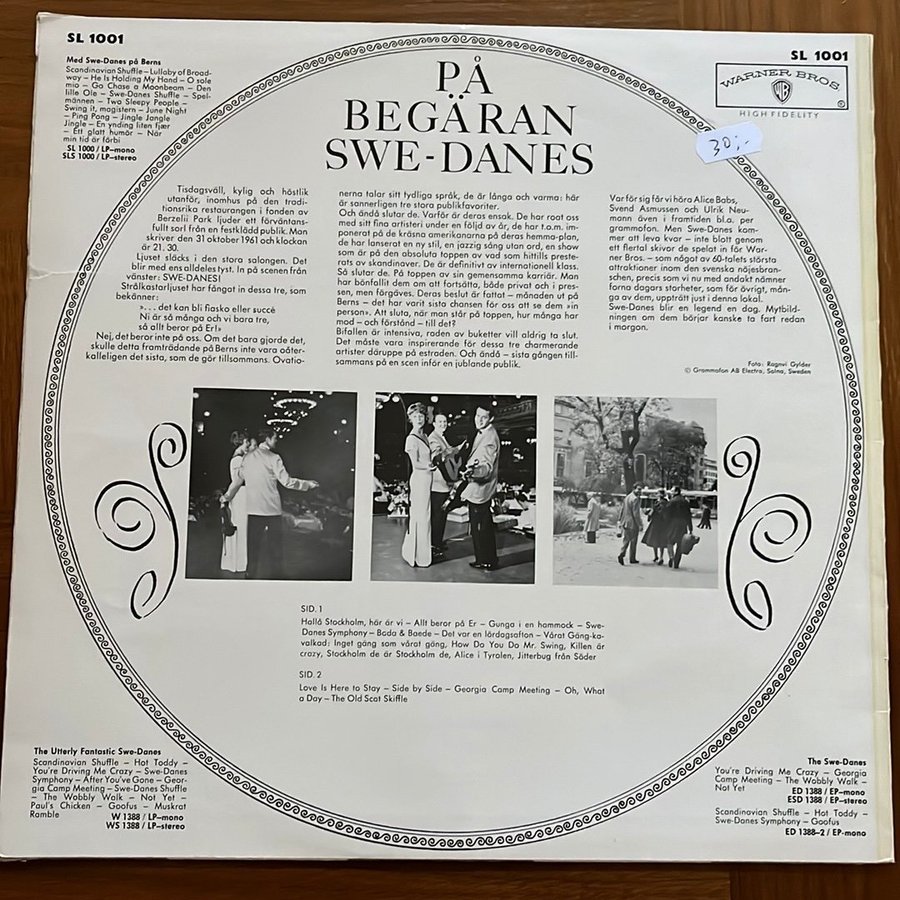 SL 1001
SL 1001
Med Swe-Danes på Berns
Scandinavian Shuffle – Lullaby of Broad-
way – He Is Holding My Hand – O sole
mio – Go Chase a Moonbeam – Den
lille Ole – Swe-Danes Shuffle – Spel-
männen – Two Sleepy People –
Swing it, magistern – June Night
– Ping Pong – Jingle Jangle
Jingle – En ynding liten fjær
– Ett glatt humör – När
min tid är förbi
SL 1000 / LP–mono
SLS 1000 / LP–stereo
PÅ
BEGÄRAN
SWE-DANES
WARNER BROS.
WB
®
HIGH FIDELITY
30:-
Tisdagsväll, kylig och höstlik
utanför, inomhus på den tradi-
tionsrika restaurangen i fonden av
Berzelii Park ljuder ett förväntans-
fullt sorl från en festklädd publik. Man
skriver den 31 oktober 1961 och klockan
är 21. 30.
Ljuset släcks i den stora salongen. Det
blir med ens alldeles tyst. In på scenen från
vänster: SWE-DANES!
Strålkastarljuset har fångat in dessa tre, som
bekänner:
»... det kan bli fiasko eller succé
Ni är så många och vi bara tre,
så allt beror på Er!»
Nej, det beror inte på oss. Om det bara gjorde det,
skulle detta framträdande på Berns inte vara oåter-
kalleligen det sista, som de gör tillsammans. Ovatio-
nerna talar sitt tydliga språk, de är långa och varma: här
är sannerligen tre stora publikfavoriter.
Och ändå slutar de. Varför är deras ensak. De har roat oss
med sitt fina artisteri under en följd av år, de har t.o.m. im-
ponerat på de kräsna amerikanarna på deras hemma-plan,
de har lanserat en ny stil, en jazzig sång utan ord, en show
som är på den absoluta toppen av vad som hittills preste-
rats av skandinaver. De är definitivt av internationell klass.
Så slutar de. På toppen av sin gemensamma karriär. Man
har bönfallit dem om att fortsätta, både privat och i pres-
sen, men förgäves. Deras beslut är fattat – månaden ut på
Berns – det har varit sista chansen för oss att se dem »in
person». Att sluta, när man står på toppen, hur många har
mod – och förstånd – till det?
Bifallen är intensiva, raden av buketter vill aldrig ta slut.
Det måste vara inspirerande för dessa tre charmerande
artister däruppe på estraden. Och ändå – sista gången till-
sammans på en scen inför en jublande publik.
Var för sig får vi höra Alice Babs,
Svend Asmussen och Ulrik Neu-
mann även i framtiden bl.a. per
grammofon. Men Swe-Danes kom-
mer att leva kvar – inte blott genom
ett flertal skivor de spelat in för War-
ner Bros. – som något av 60-talets största
attraktioner inom den svenska nöjesbran-
chen, precis som vi med andakt nämner
forna dagars storheter, som för övrigt, mån-
ga av dem, uppträtt just i denna lokal.
Swe-Danes blir en legend en dag. Mytbild-
ningen om dem börjar kanske ta fart redan
i morgon.
Foto: Ragnvi Gylder
© Grammofon AB Electra, Solna, Sweden
SID. 1
Hallå Stockholm, här är vi – Allt beror på Er – Gunga i en hammock – Swe-
Danes Symphony – Boda & Baede – Det var en lördagsafton – Vårat Gäng-ka-
valkad: Inget gäng som vårat gäng, How Do You Do Mr. Swing, Killen är
crazy, Stockholm de är Stockholm de, Alice i Tyrolen, Jitterbug från Söder
SID. 2
Love Is Here to Stay – Side by Side – Georgia Camp Meeting – Oh, What
a Day – The Old Scot Skiffle
The Utterly Fantastic Swe-Danes
Scandinavian Shuffle – Hot Toddy –
You're Driving Me Crazy – Swe-Danes
Symphony – After You've Gone – Geor-
gia Camp Meeting – Swe-Danes Shuffle
– The Wobbly Walk – Not Yet –
Paul's Chicken – Goofus – Muskrat
Ramble
W 1388 / LP–mono
WS 1388 / LP–stereo
The Swe-Danes
You're Driving Me Crazy – Georgia
Camp Meeting – The Wobbly Walk –
Not Yet
ED 1388 / EP–mono
ESD 1388 / EP–stereo
Scandinavian Shuffle – Hot Toddy –
Swe-Danes Symphony – Goofus
ED 1388–2 / EP-mono